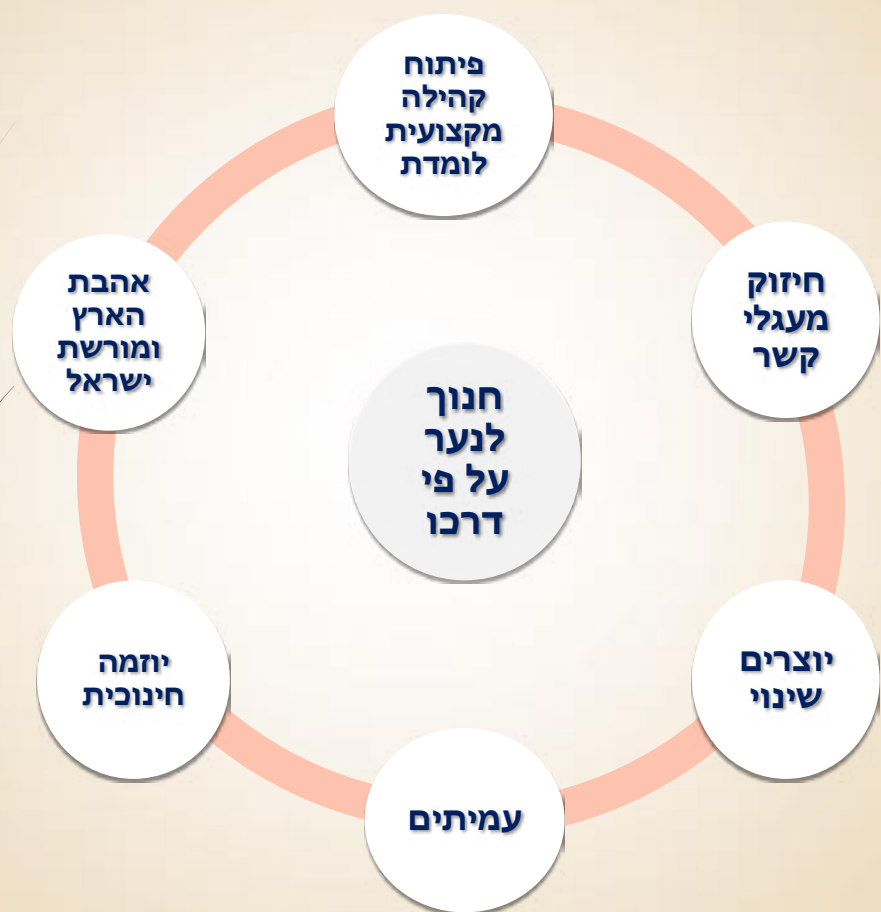 פיתוח
קהילה
מקצועית
לומדת
חיזוק
מעגלי
קשר
יוצרים
שינוי
עמיתים
יוזמה
חינוכית
אהבת
הארץ
ומורשת
ישראל
חנוך
לנער
על פי
דרכו